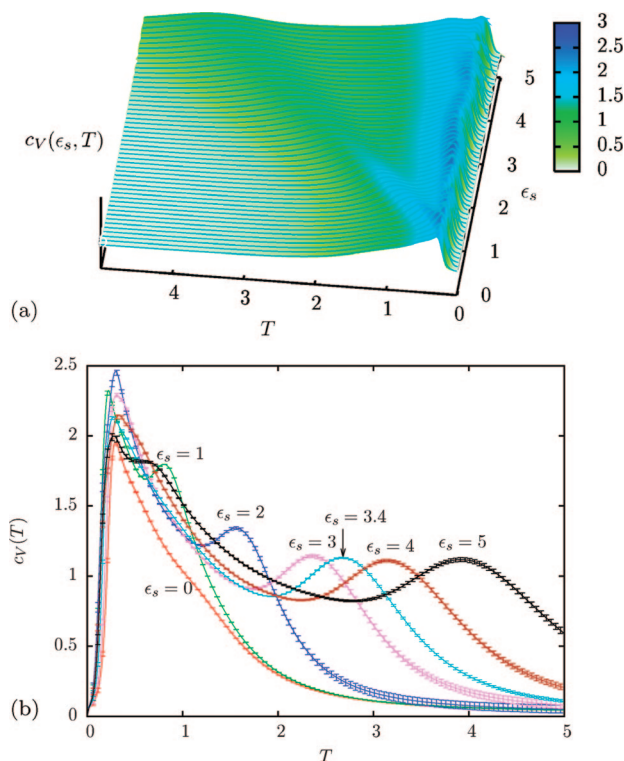 3
2.5
2
1.5
1
0.5
0
c_V(ϵ_s, T)
5
4
3
2
1
0
ϵ_s
4 3 2 1 0
T
(a)
2.5
2
1.5
1
0.5
0
c_V(T)
ϵ_s = 1
ϵ_s = 2
ϵ_s = 3.4
ϵ_s = 3
ϵ_s = 4
ϵ_s = 5
ϵ_s = 0
0 1 2 3 4 5
T
(b)